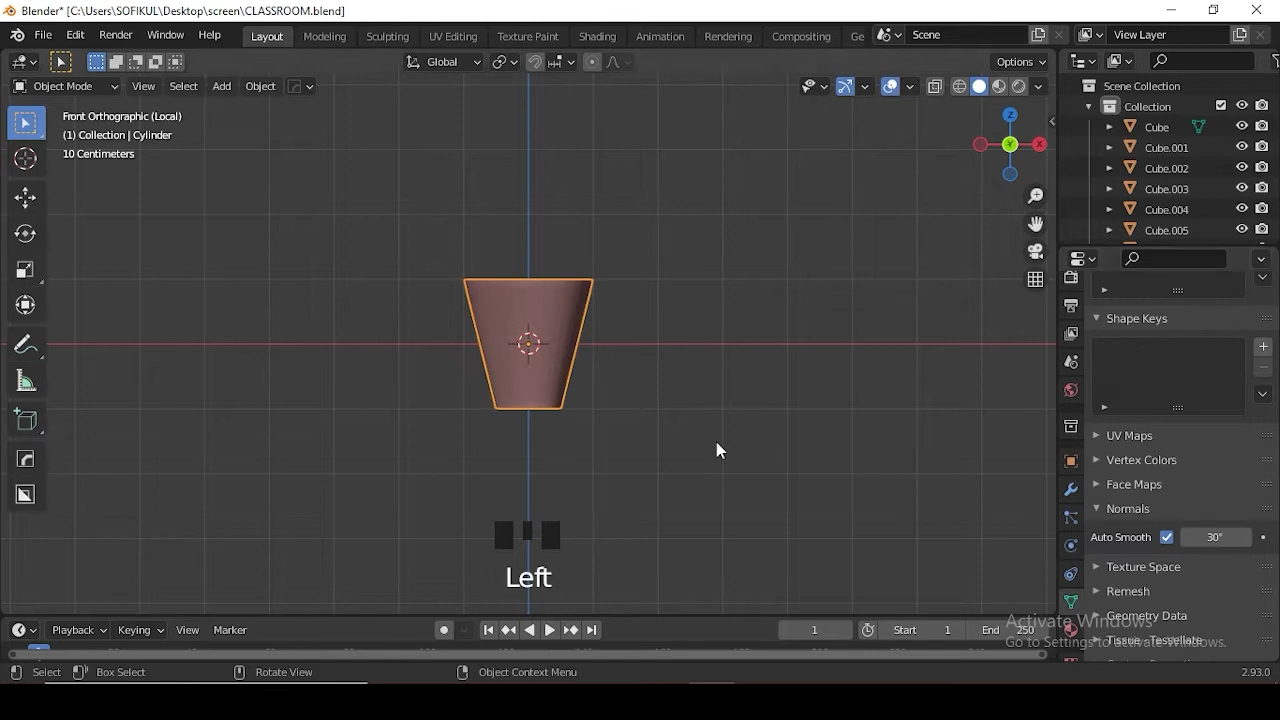 Blender* [C:\Users\SOFIKUL\Desktop\screen\CLASSROOM.blend]
File Edit Render Window Help Layout Modeling Sculpting UV Editing Texture Paint Shading Animation Rendering Compositing Ge Scene View Layer
Global Options
Object Mode View Select Add Object
Scene Collection
Collection
Cube
Cube.001
Cube.002
Cube.003
Cube.004
Cube.005
Front Orthographic (Local)
(1) Collection | Cylinder
10 Centimeters
Z
Y
X
Shape Keys
UV Maps
Vertex Colors
Face Maps
Normals
Auto Smooth 30°
Texture Space
Remesh
Geometry Data
Left
Playback Keying View Marker 1 Start 1 End 250
Activate Windows
Go to Settings to activate Windows.
Select Box Select Rotate View Object Context Menu 2.93.0